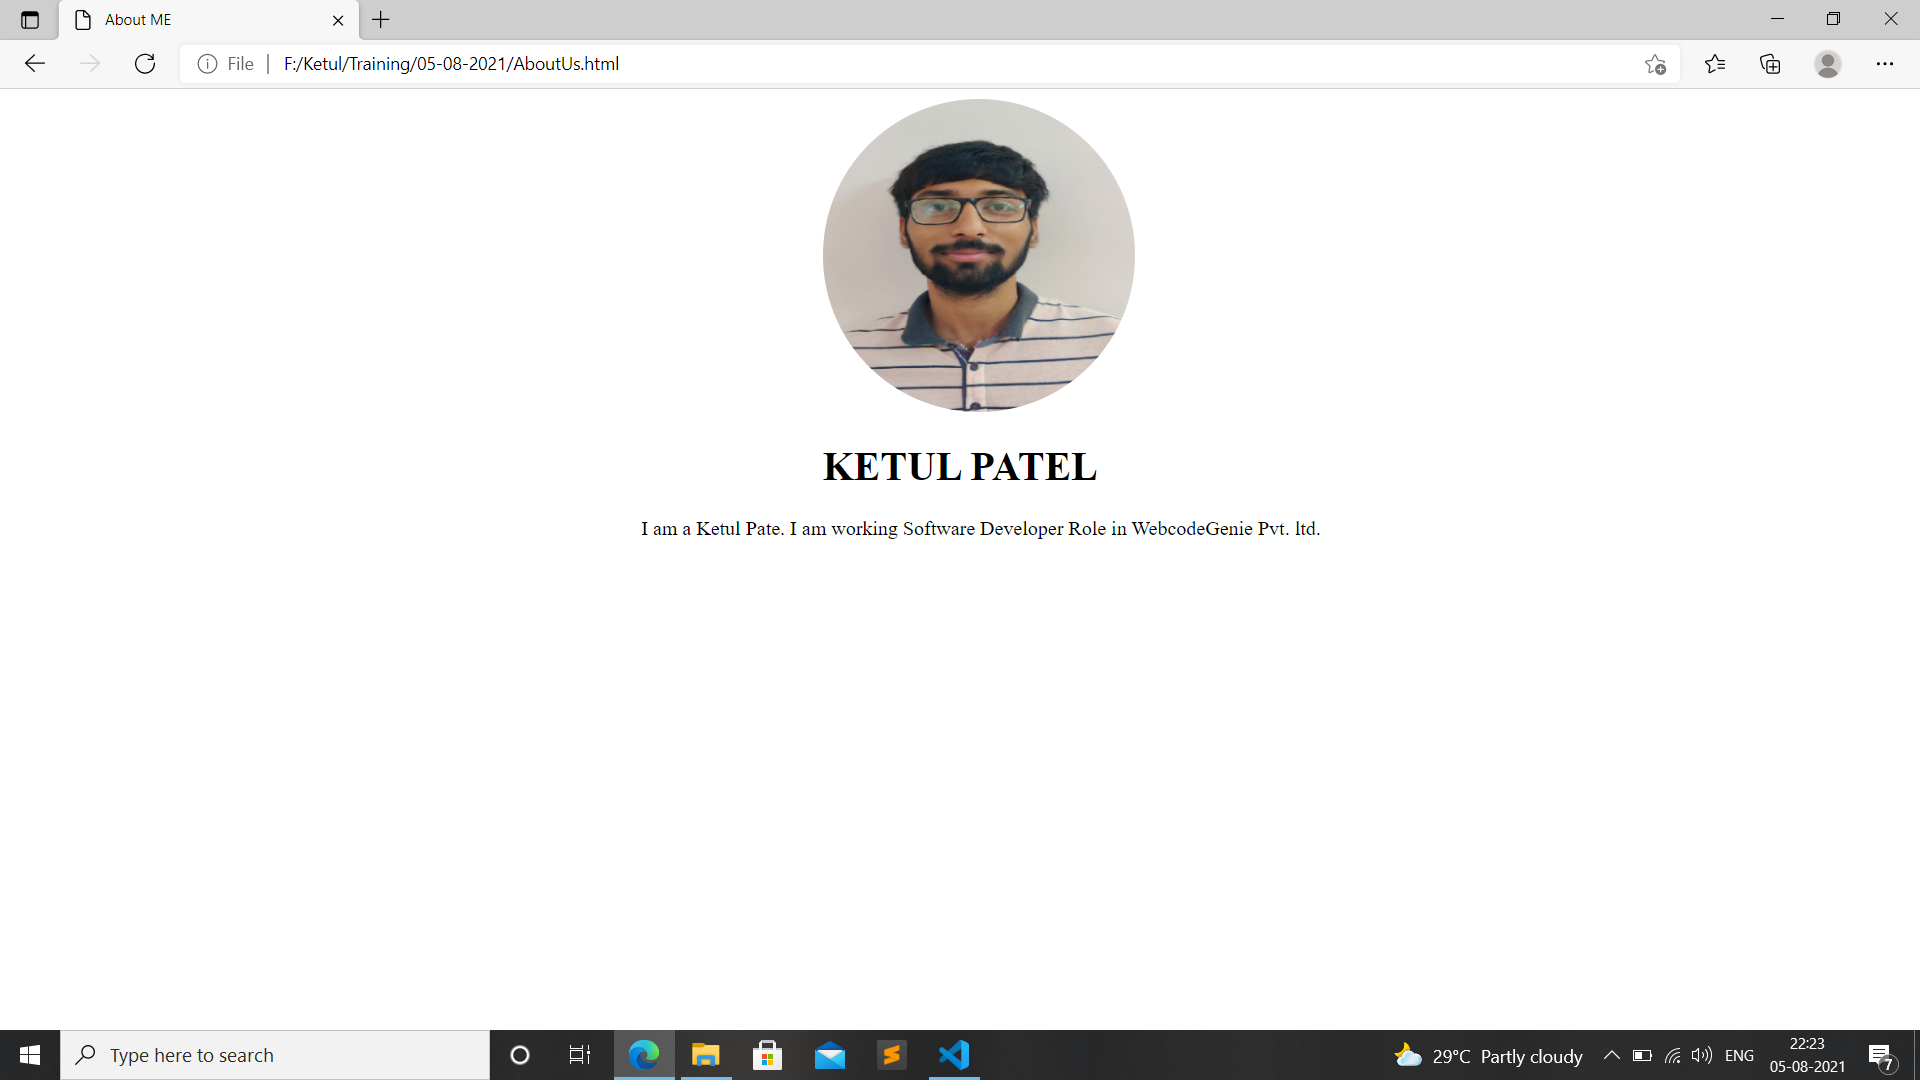 About ME
File | F:/Ketul/Training/05-08-2021/AboutUs.html
KETUL PATEL
I am a Ketul Pate. I am working Software Developer Role in WebcodeGenie Pvt. ltd.
Type here to search
29°C Partly cloudy
ENG
22:23
05-08-2021
7